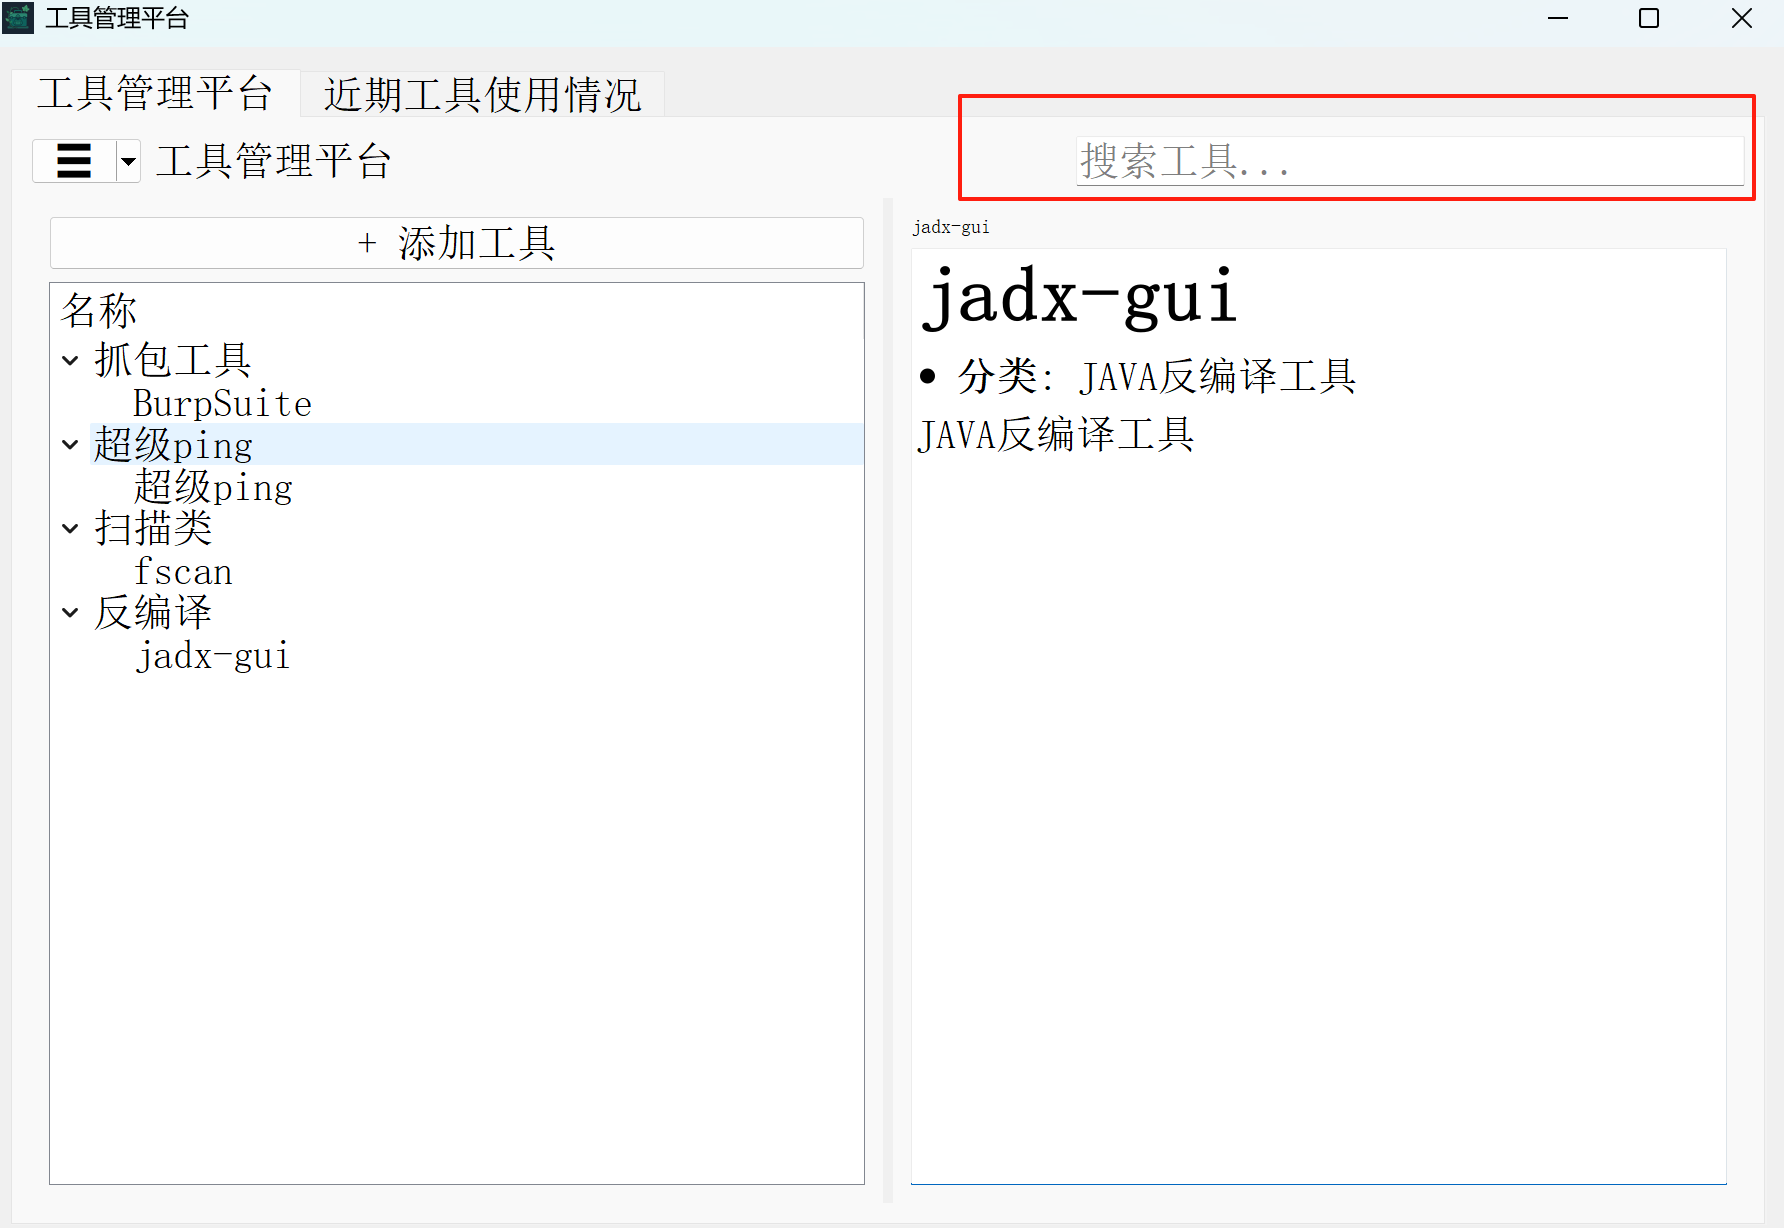 工具管理平台
工具管理平台
近期工具使用情况
工具管理平台
搜索工具...
+ 添加工具
名称
抓包工具
BurpSuite
超级ping
超级ping
扫描类
fscan
反编译
jadx-gui
jadx-gui
jadx-gui
• 分类: JAVA反编译工具
JAVA反编译工具